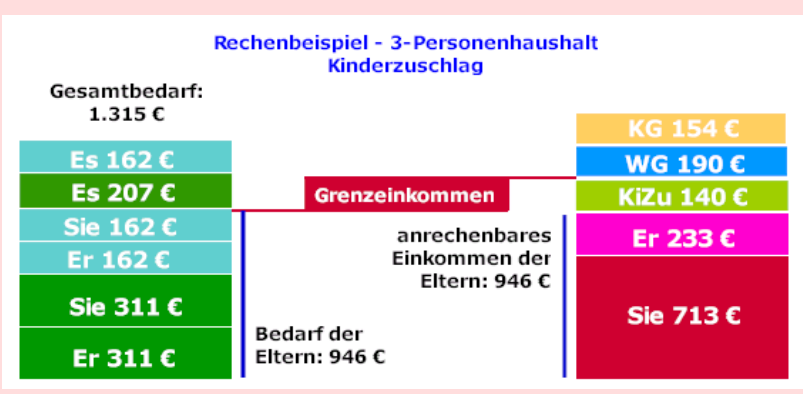 Rechenbeispiel - 3-Personenhaushalt
Kinderzuschlag
Gesamtbedarf:
1.315 €
Es 162 €
Es 207 €
Sie 162 €
Er 162 €
Sie 311 €
Er 311 €
Grenzeinkommen
Bedarf der
Eltern: 946 €
anrechenbares
Einkommen der
Eltern: 946 €
KG 154 €
WG 190 €
KiZu 140 €
Er 233 €
Sie 713 €